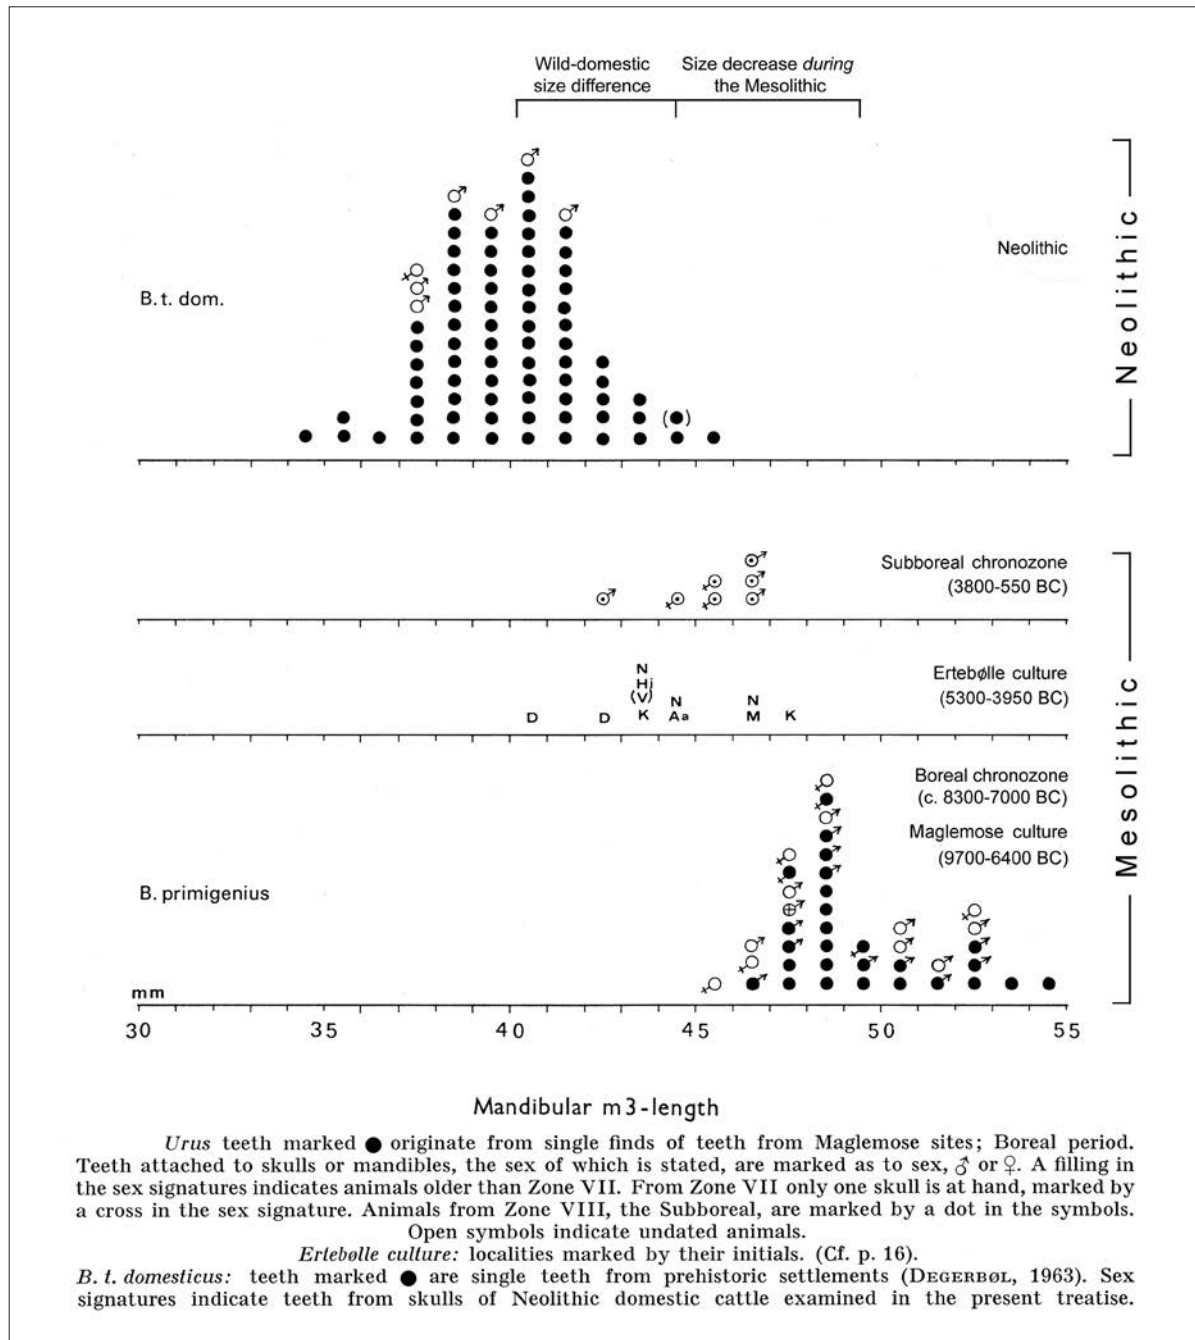 Wild-domestic
size difference
Size decrease during
the Mesolithic
Neolithic
Neolithic
B. t. dom.
Subboreal chronozone
(3800-550 BC)
Ertebølle culture
(5300-3950 BC)
N
Hj
(V)
N
N
D
D
K
Aa
M
K
Mesolithic
Boreal chronozone
(c. 8300-7000 BC)
Maglemose culture
(9700-6400 BC)
B. primigenius
mm
30 35 40 45 50 55
Mandibular m3-length
Urus teeth marked ● originate from single finds of teeth from Maglemose sites; Boreal period.
Teeth attached to skulls or mandibles, the sex of which is stated, are marked as to sex, ♂ or ♀. A filling in
the sex signatures indicates animals older than Zone VII. From Zone VII only one skull is at hand, marked by
a cross in the sex signature. Animals from Zone VIII, the Subboreal, are marked by a dot in the symbols.
Open symbols indicate undated animals.
Ertebølle culture: localities marked by their initials. (Cf. p. 16).
B. t. domesticus: teeth marked ● are single teeth from prehistoric settlements (DEGERBØL, 1963). Sex
signatures indicate teeth from skulls of Neolithic domestic cattle examined in the present treatise.